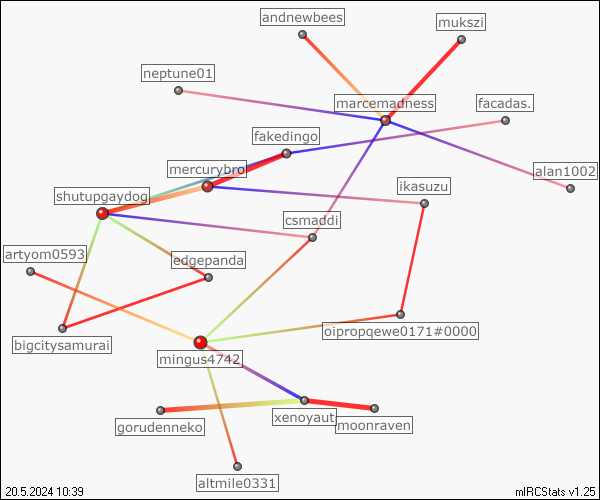 andnewbees
mukszi
neptune01
marcemadness
facadas.
fakedingo
mercurybro
alan1002
ikasuzu
shutupgaydog
csmaddi
artyom0593
edgepanda
oipropqewe0171#0000
bigcitysamurai
mingus4742
xenoyaut
moonraven
gorudenneko
altmile0331
20.5.2024 10:39
mIRCStats v1.25